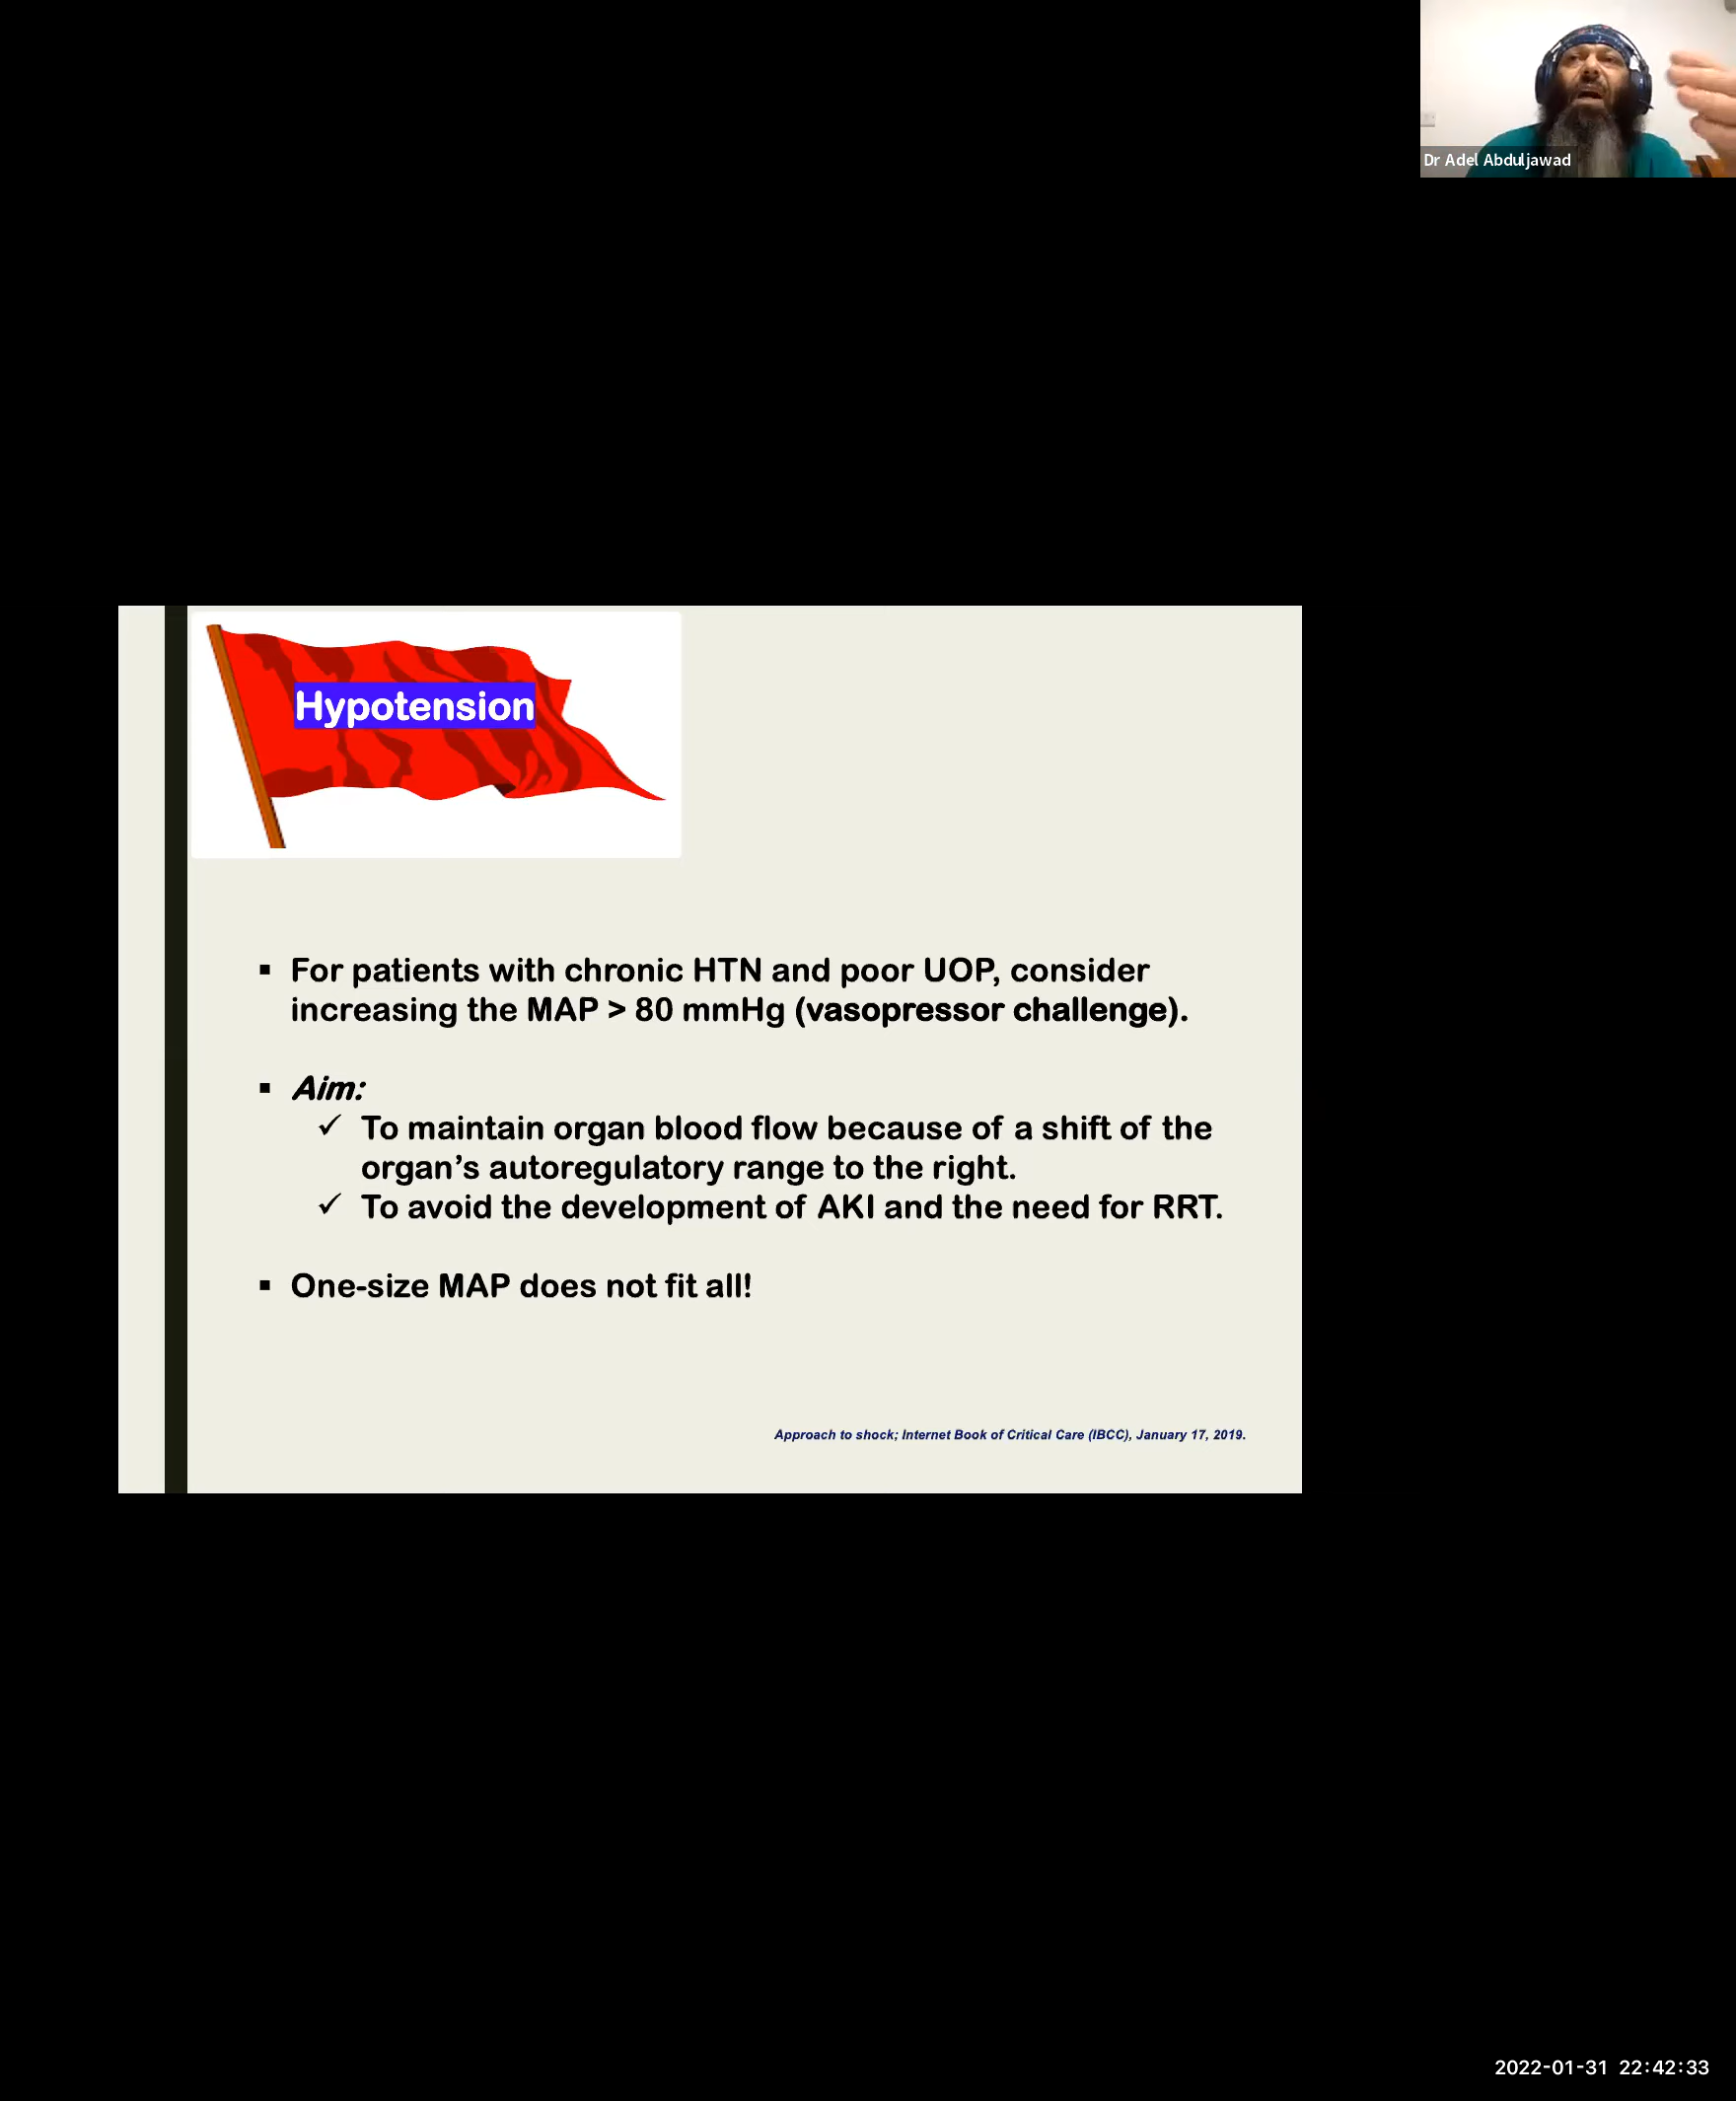 Dr Adel Abduljawad
Hypotension
▪ For patients with chronic HTN and poor UOP, consider
increasing the MAP > 80 mmHg (vasopressor challenge).
▪ Aim:
✓ To maintain organ blood flow because of a shift of the
organ’s autoregulatory range to the right.
✓ To avoid the development of AKI and the need for RRT.
▪ One-size MAP does not fit all!
Approach to shock; Internet Book of Critical Care (IBCC), January 17, 2019.
2022-01-31 22:42:33